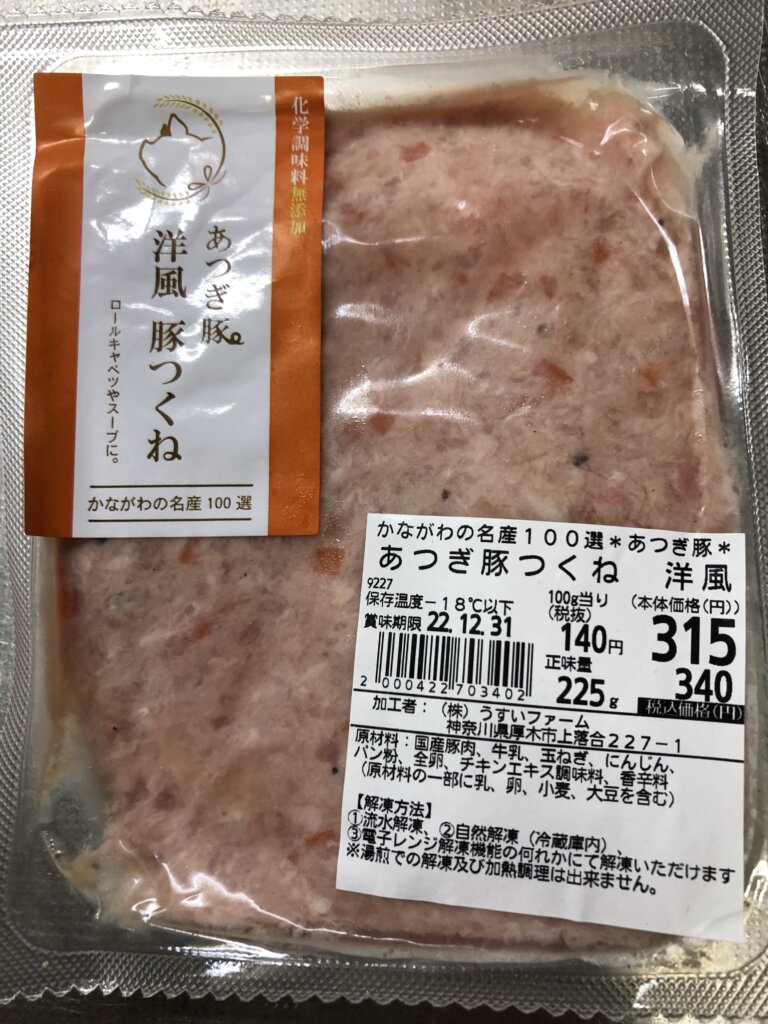 化学調味料無添加
あつぎ豚
洋風 豚つくね
ロールキャベツやスープに。
かながわの名産100選
かながわの名産１００選＊あつぎ豚＊
あつぎ豚つくね 洋風
9227
保存温度－１８℃以下
賞味期限 22.12.31
100g当り
(税抜)
140円
正味量
225g
(本体価格(円))
315
340
税込価格(円)
2 000422 703402
加工者：（株）うすいファーム
神奈川県厚木市上落合２２７－１
原材料：国産豚肉、牛乳、玉ねぎ、にんじん、
パン粉、全卵、チキンエキス調味料、香辛料
（原材料の一部に乳、卵、小麦、大豆を含む）
【解凍方法】
①流水解凍、②自然解凍（冷蔵庫内）、
③電子レンジ解凍機能の何れかにて解凍いただけます
※湯煎での解凍及び加熱調理は出来ません。